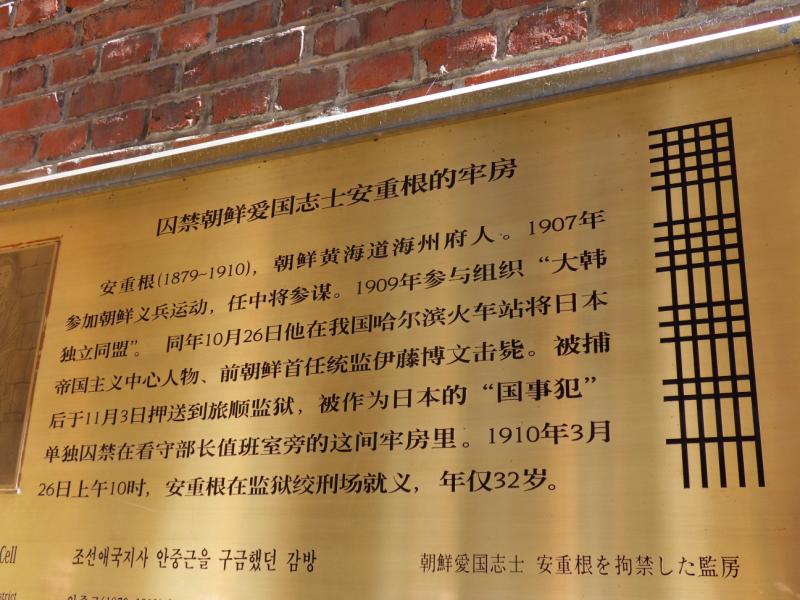 囚禁朝鲜爱国志士安重根的牢房
安重根(1879~1910)，朝鲜黄海道海州府人。1907年
参加朝鲜义兵运动，任中将参谋。1909年参与组织“大韩
独立同盟”。 同年10月26日他在我国哈尔滨火车站将日本
帝国主义中心人物、前朝鲜首任统监伊藤博文击毙。被捕
后于11月3日押送到旅顺监狱，被作为日本的“国事犯”
单独囚禁在看守部长值班室旁的这间牢房里。1910年3月
26日上午10时，安重根在监狱绞刑场就义，年仅32岁。
Cell
조선애국지사 안중근을 구금했던 감방
朝鮮愛国志士 安重根を拘禁した監房